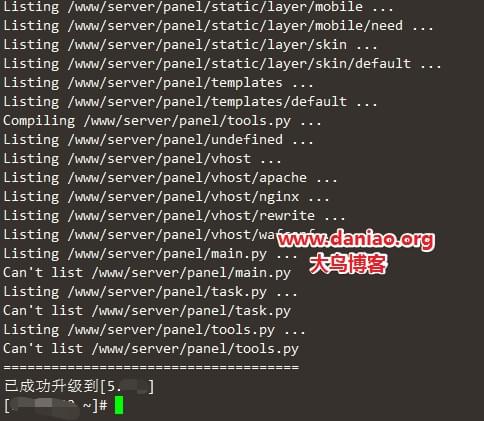 Listing /www/server/panel/static/layer/mobile ...
Listing /www/server/panel/static/layer/mobile/need ...
Listing /www/server/panel/static/layer/skin ...
Listing /www/server/panel/static/layer/skin/default ...
Listing /www/server/panel/templates ...
Listing /www/server/panel/templates/default ...
Compiling /www/server/panel/tools.py ...
Listing /www/server/panel/undefined ...
Listing /www/server/panel/vhost ...
Listing /www/server/panel/vhost/apache ...
Listing /www/server/panel/vhost/nginx ...
Listing /www/server/panel/vhost/rewrite ...
Listing /www/server/panel/vhost/
www.daniao.org
Listing /www/server/panel/main.py ...
大鸟博客
Can't list /www/server/panel/main.py
Listing /www/server/panel/task.py ...
Can't list /www/server/panel/task.py
Listing /www/server/panel/tools.py ...
Can't list /www/server/panel/tools.py
=====================================
已成功升级到[5. ]
[ ~]#